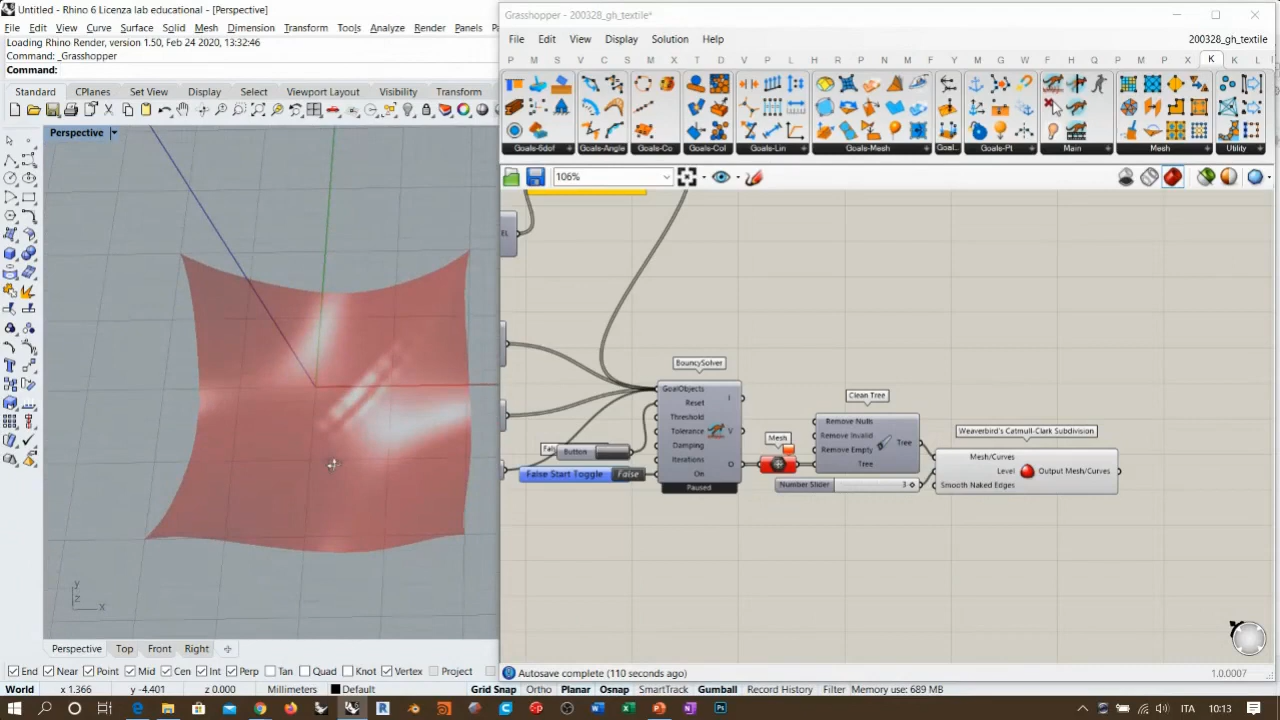 Untitled - Rhino 6 Licenza lab educational - [Perspective]
File Edit View Curve Surface Solid Mesh Dimension Transform Tools Analyze Render Panels
Loading Rhino Render, version 1.50, Feb 24 2020, 13:32:46
Command: _Grasshopper
Command:
Standard CPlanes Set View Display Select Viewport Layout Transform
Perspective
Grasshopper - 200328_gh_textile*
File Edit View Display Solution Help
200328_gh_textile*
P M S V C S X T D V P L H F W D N M A M P X L K K L
Goals-6dof Goals-Angle Goals-Co Goals-Col Goals-Lin Goals-Mesh Goal... Goals-Pt Main Mesh Utility
106%
EL
BouncySolver
GoalObjects
Reset
Threshold
Tolerance
Damping
Iterations
On
I
V
O
Paused
Button
False Start Toggle False
Mesh
Clean Tree
Remove Nulls
Remove Invalid
Remove Empty
Tree
Tree
Number Slider 3
Weaverbird's Catmull-Clark Subdivision
Mesh/Curves
Level
Smooth Naked Edges
Output Mesh/Curves
y
z
x
Perspective Top Front Right
Autosave complete (110 seconds ago)
1.0.0007
End Near Point Mid Cen Int Perp Tan Quad Knot Vertex Project
World x 1.366 y -4.401 z 0.000 Millimeters Default Grid Snap Ortho Planar Osnap SmartTrack Gumball Record History Filter Memory use: 689 MB
ITA 10:13